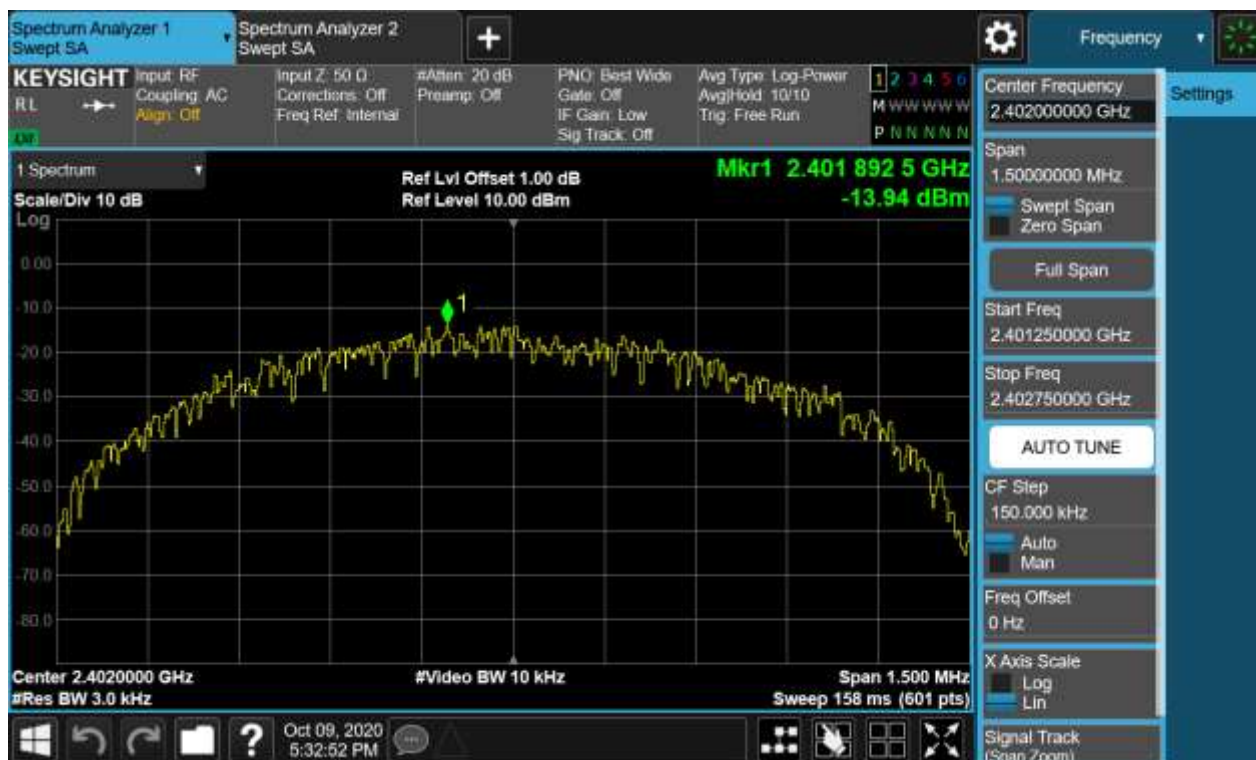 Spectrum Analyzer 1
Swept SA
Spectrum Analyzer 2
Swept SA
+
Frequency
KEYSIGHT
RL
Input: RF
Coupling: AC
Align: Off
Input Z: 50 Ω
Corrections: Off
Freq Ref: Internal
#Atten: 20 dB
Preamp: Off
PNO: Best Wide
Gate: Off
IF Gain: Low
Sig Track: Off
Avg Type: Log-Power
Avg|Hold: 10/10
Trig: Free Run
1 2 3 4 5 6
M W W W W W
P N N N N N
1 Spectrum
Scale/Div 10 dB
Ref Lvl Offset 1.00 dB
Ref Level 10.00 dBm
Mkr1 2.401 892 5 GHz
-13.94 dBm
Log
0.00
-10.0
-20.0
-30.0
-40.0
-50.0
-60.0
-70.0
-80.0
1
Center 2.4020000 GHz
#Res BW 3.0 kHz
#Video BW 10 kHz
Span 1.500 MHz
Sweep 158 ms (601 pts)
Center Frequency
2.402000000 GHz
Settings
Span
1.50000000 MHz
Swept Span
Zero Span
Full Span
Start Freq
2.401250000 GHz
Stop Freq
2.402750000 GHz
AUTO TUNE
CF Step
150.000 kHz
Auto
Man
Freq Offset
0 Hz
X Axis Scale
Log
Lin
Signal Track
(Span Zoom)
?
Oct 09, 2020
5:32:52 PM